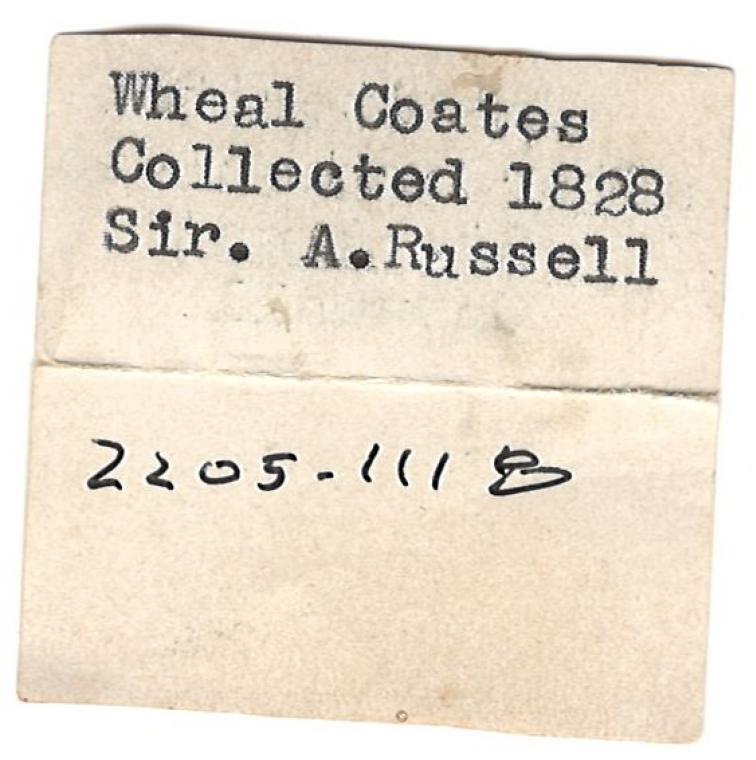 Wheal Coates
Collected 1828
Sir. A.Russell
2205-111 B